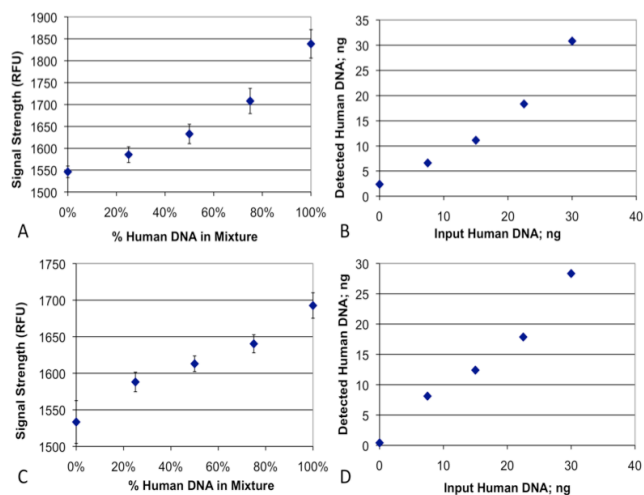 Signal Strength (RFU)
1900
1850
1800
1750
1700
1650
1600
1550
1500
0% 20% 40% 60% 80% 100%
A
% Human DNA in Mixture
Detected Human DNA; ng
35
30
25
20
15
10
5
0
0 10 20 30 40
B
Input Human DNA; ng
Signal Strength (RFU)
1750
1700
1650
1600
1550
1500
0% 20% 40% 60% 80% 100%
C
% Human DNA in Mixture
Detected Human DNA; ng
30
25
20
15
10
5
0
0 10 20 30 40
D
Input Human DNA; ng